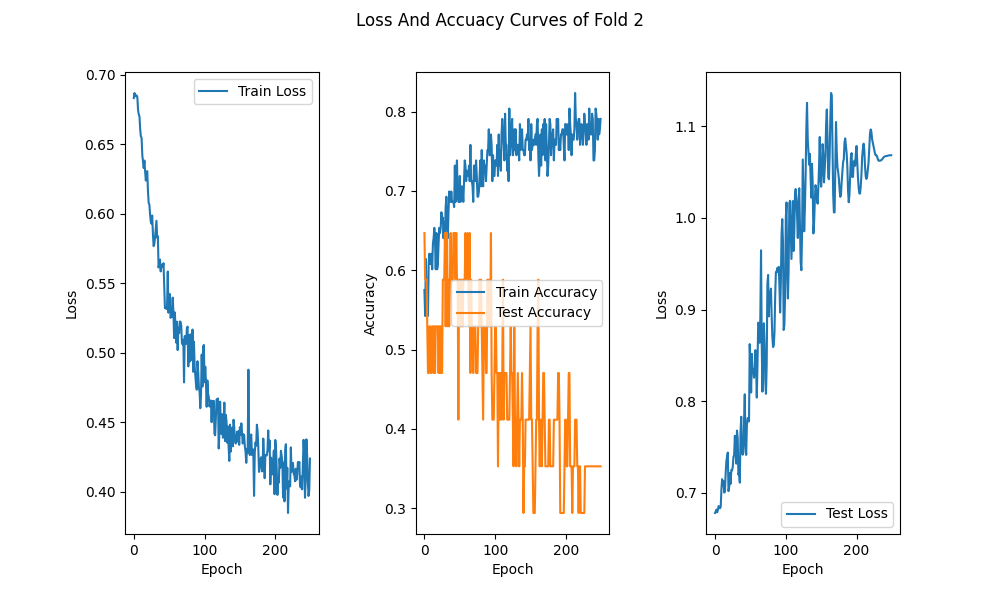 Loss And Accuacy Curves of Fold 2
0.70
0.65
0.60
0.55
0.50
0.45
0.40
Loss
0
100
200
Epoch
Train Loss
0.8
0.7
0.6
0.5
0.4
0.3
Accuracy
0
100
200
Epoch
Train Accuracy
Test Accuracy
1.1
1.0
0.9
0.8
0.7
Loss
0
100
200
Epoch
Test Loss